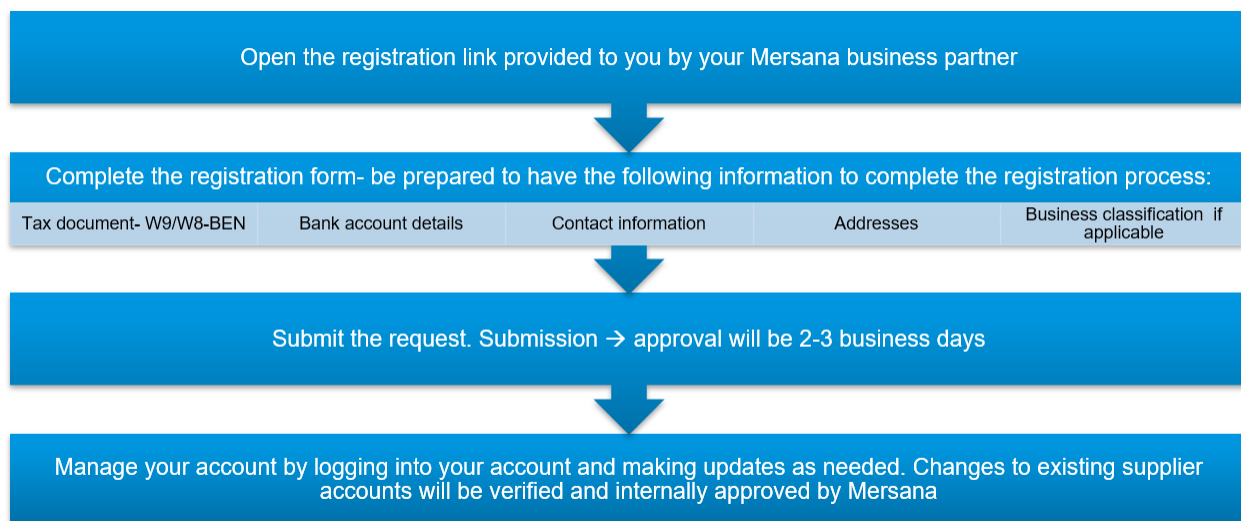 Open the registration link provided to you by your Mersana business partner
Complete the registration form- be prepared to have the following information to complete the registration process:
Tax document- W9/W8-BEN
Bank account details
Contact information
Addresses
Business classification if
applicable
Submit the request. Submission → approval will be 2-3 business days
Manage your account by logging into your account and making updates as needed. Changes to existing supplier
accounts will be verified and internally approved by Mersana